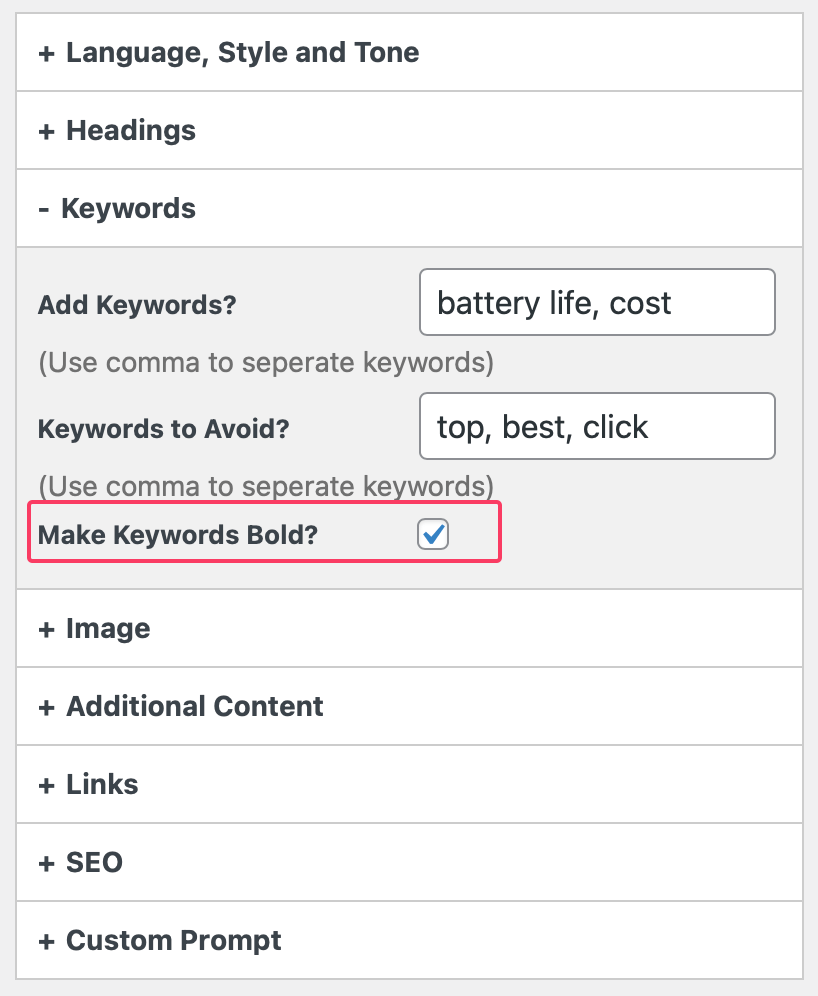 + Language, Style and Tone
+ Headings
- Keywords
Add Keywords? battery life, cost
(Use comma to seperate keywords)
Keywords to Avoid? top, best, click
(Use comma to seperate keywords)
Make Keywords Bold?
+ Image
+ Additional Content
+ Links
+ SEO
+ Custom Prompt